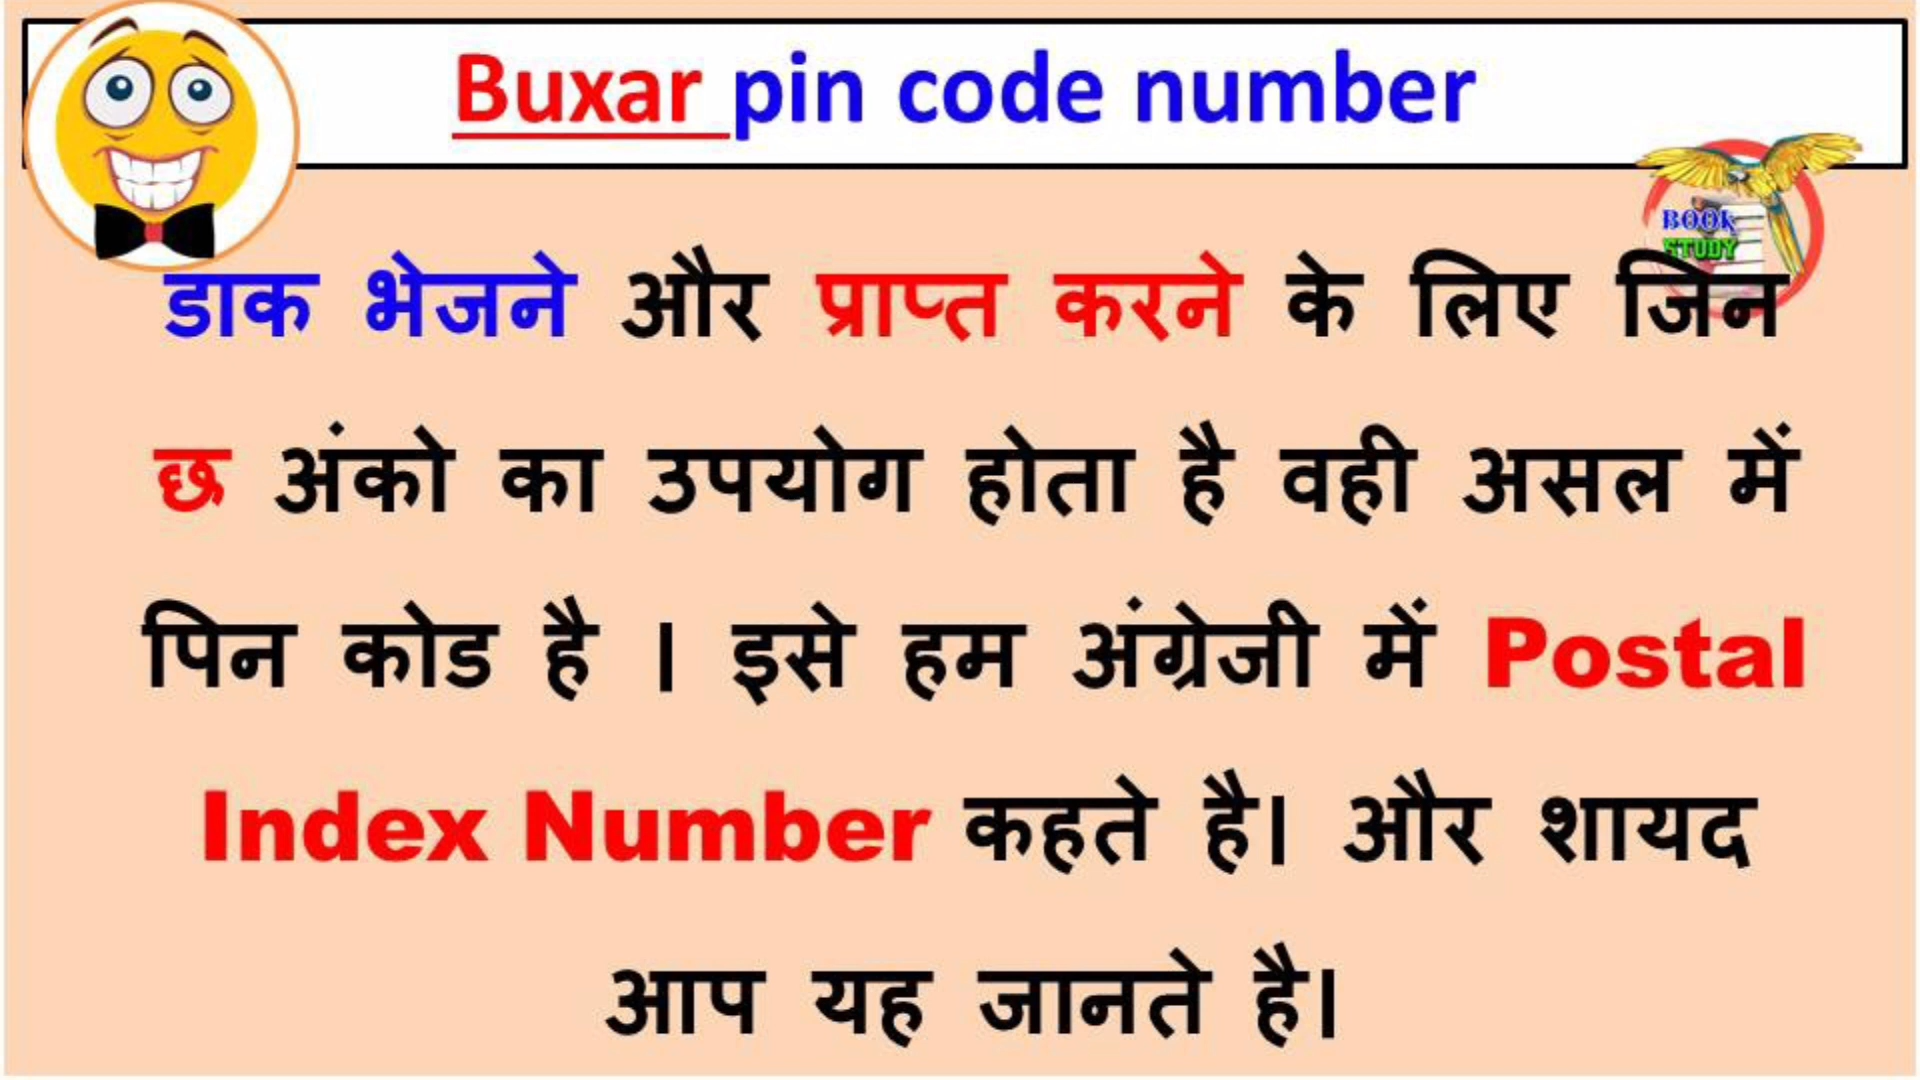 Buxar pin code number
BOOK
STUDY
डाक भेजने और प्राप्त करने के लिए जिन
छ अंको का उपयोग होता है वही असल में
पिन कोड है । इसे हम अंग्रेजी में Postal
Index Number कहते है। और शायद
आप यह जानते है।